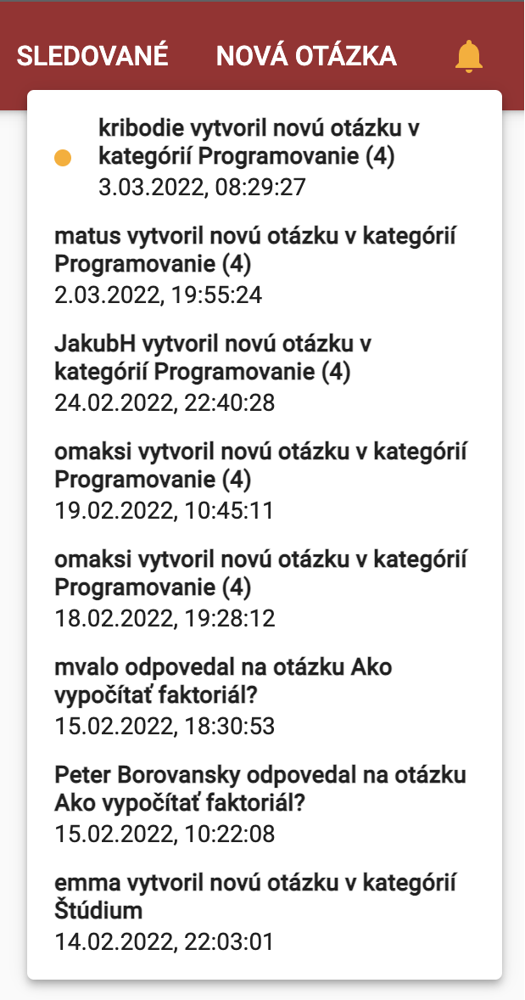 SLEDOVANÉ NOVÁ OTÁZKA
kribodie vytvoril novú otázku v
kategórií Programovanie (4)
3.03.2022, 08:29:27
matus vytvoril novú otázku v kategórií
Programovanie (4)
2.03.2022, 19:55:24
JakubH vytvoril novú otázku v
kategórií Programovanie (4)
24.02.2022, 22:40:28
omaksi vytvoril novú otázku v kategórií
Programovanie (4)
19.02.2022, 10:45:11
omaksi vytvoril novú otázku v kategórií
Programovanie (4)
18.02.2022, 19:28:12
mvalo odpovedal na otázku Ako
vypočítať faktoriál?
15.02.2022, 18:30:53
Peter Borovansky odpovedal na otázku
Ako vypočítať faktoriál?
15.02.2022, 10:22:08
emma vytvoril novú otázku v kategórií
Štúdium
14.02.2022, 22:03:01